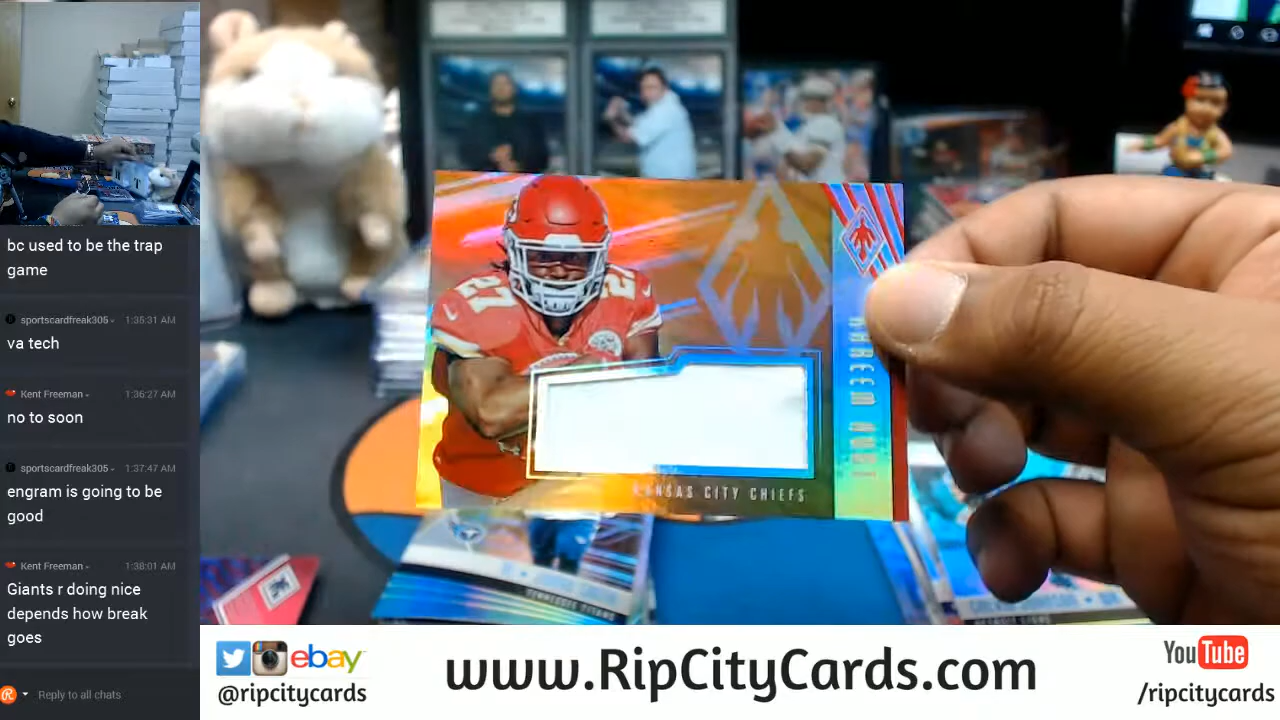 bc used to be the trap
game
sportscardfreak305
1:35:31 AM
va tech
Kent Freeman
1:36:27 AM
no to soon
sportscardfreak305
1:37:47 AM
engram is going to be
good
Kent Freeman
1:38:01 AM
Giants r doing nice
depends how break
goes
Reply to all chats
27
KANSAS CITY CHIEFS
KAREEM HUNT
TENNESSEE TITANS
ebay
@ripcitycards
www.RipCityCards.com
YouTube
/ripcitycards